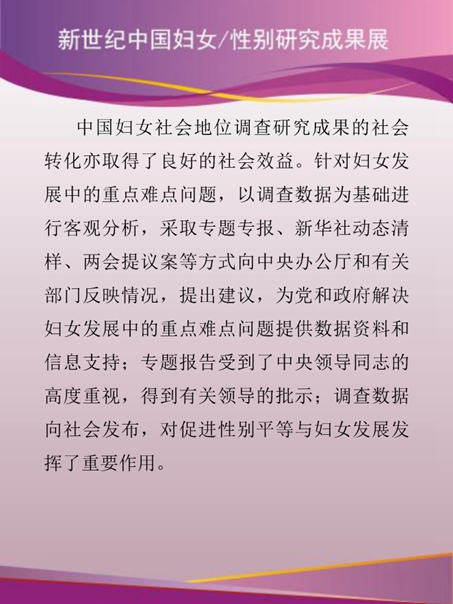 新世纪中国妇女/性别研究成果展
中国妇女社会地位调查研究成果的社会
转化亦取得了良好的社会效益。针对妇女发
展中的重点难点问题，以调查数据为基础进
行客观分析，采取专题专报、新华社动态清
样、两会提议案等方式向中央办公厅和有关
部门反映情况，提出建议，为党和政府解决
妇女发展中的重点难点问题提供数据资料和
信息支持；专题报告受到了中央领导同志的
高度重视，得到有关领导的批示；调查数据
向社会发布，对促进性别平等与妇女发展发
挥了重要作用。